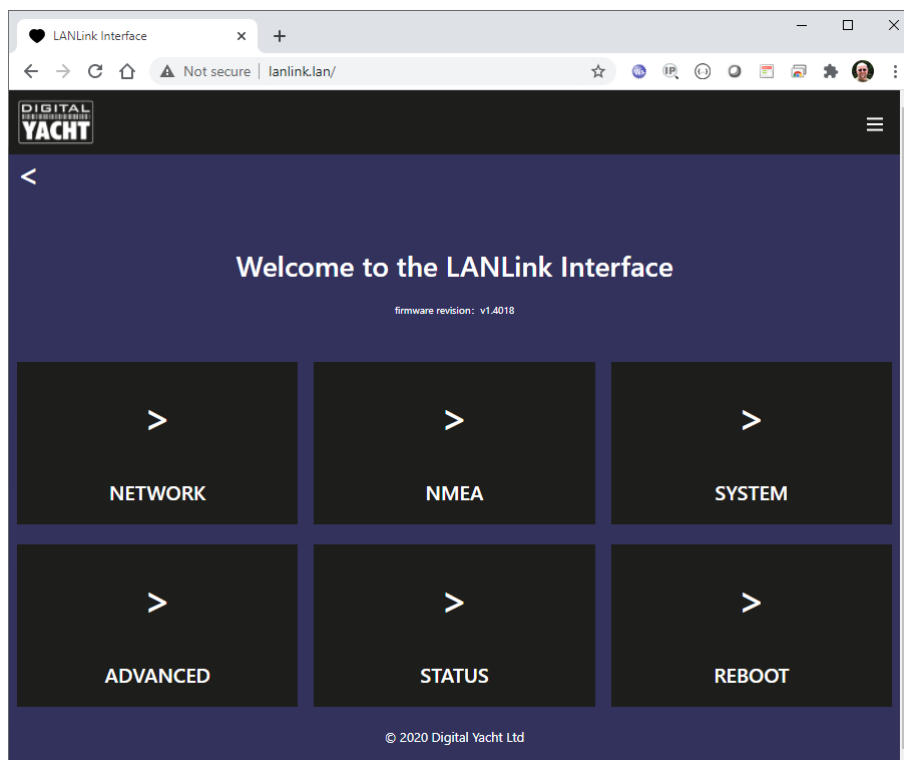 LANLink Interface
Not secure | lanlink.lan/
DIGITAL
YACHT
<
Welcome to the LANLink Interface
firmware revision: v1.4018
> > >
NETWORK NMEA SYSTEM
> > >
ADVANCED STATUS REBOOT
© 2020 Digital Yacht Ltd